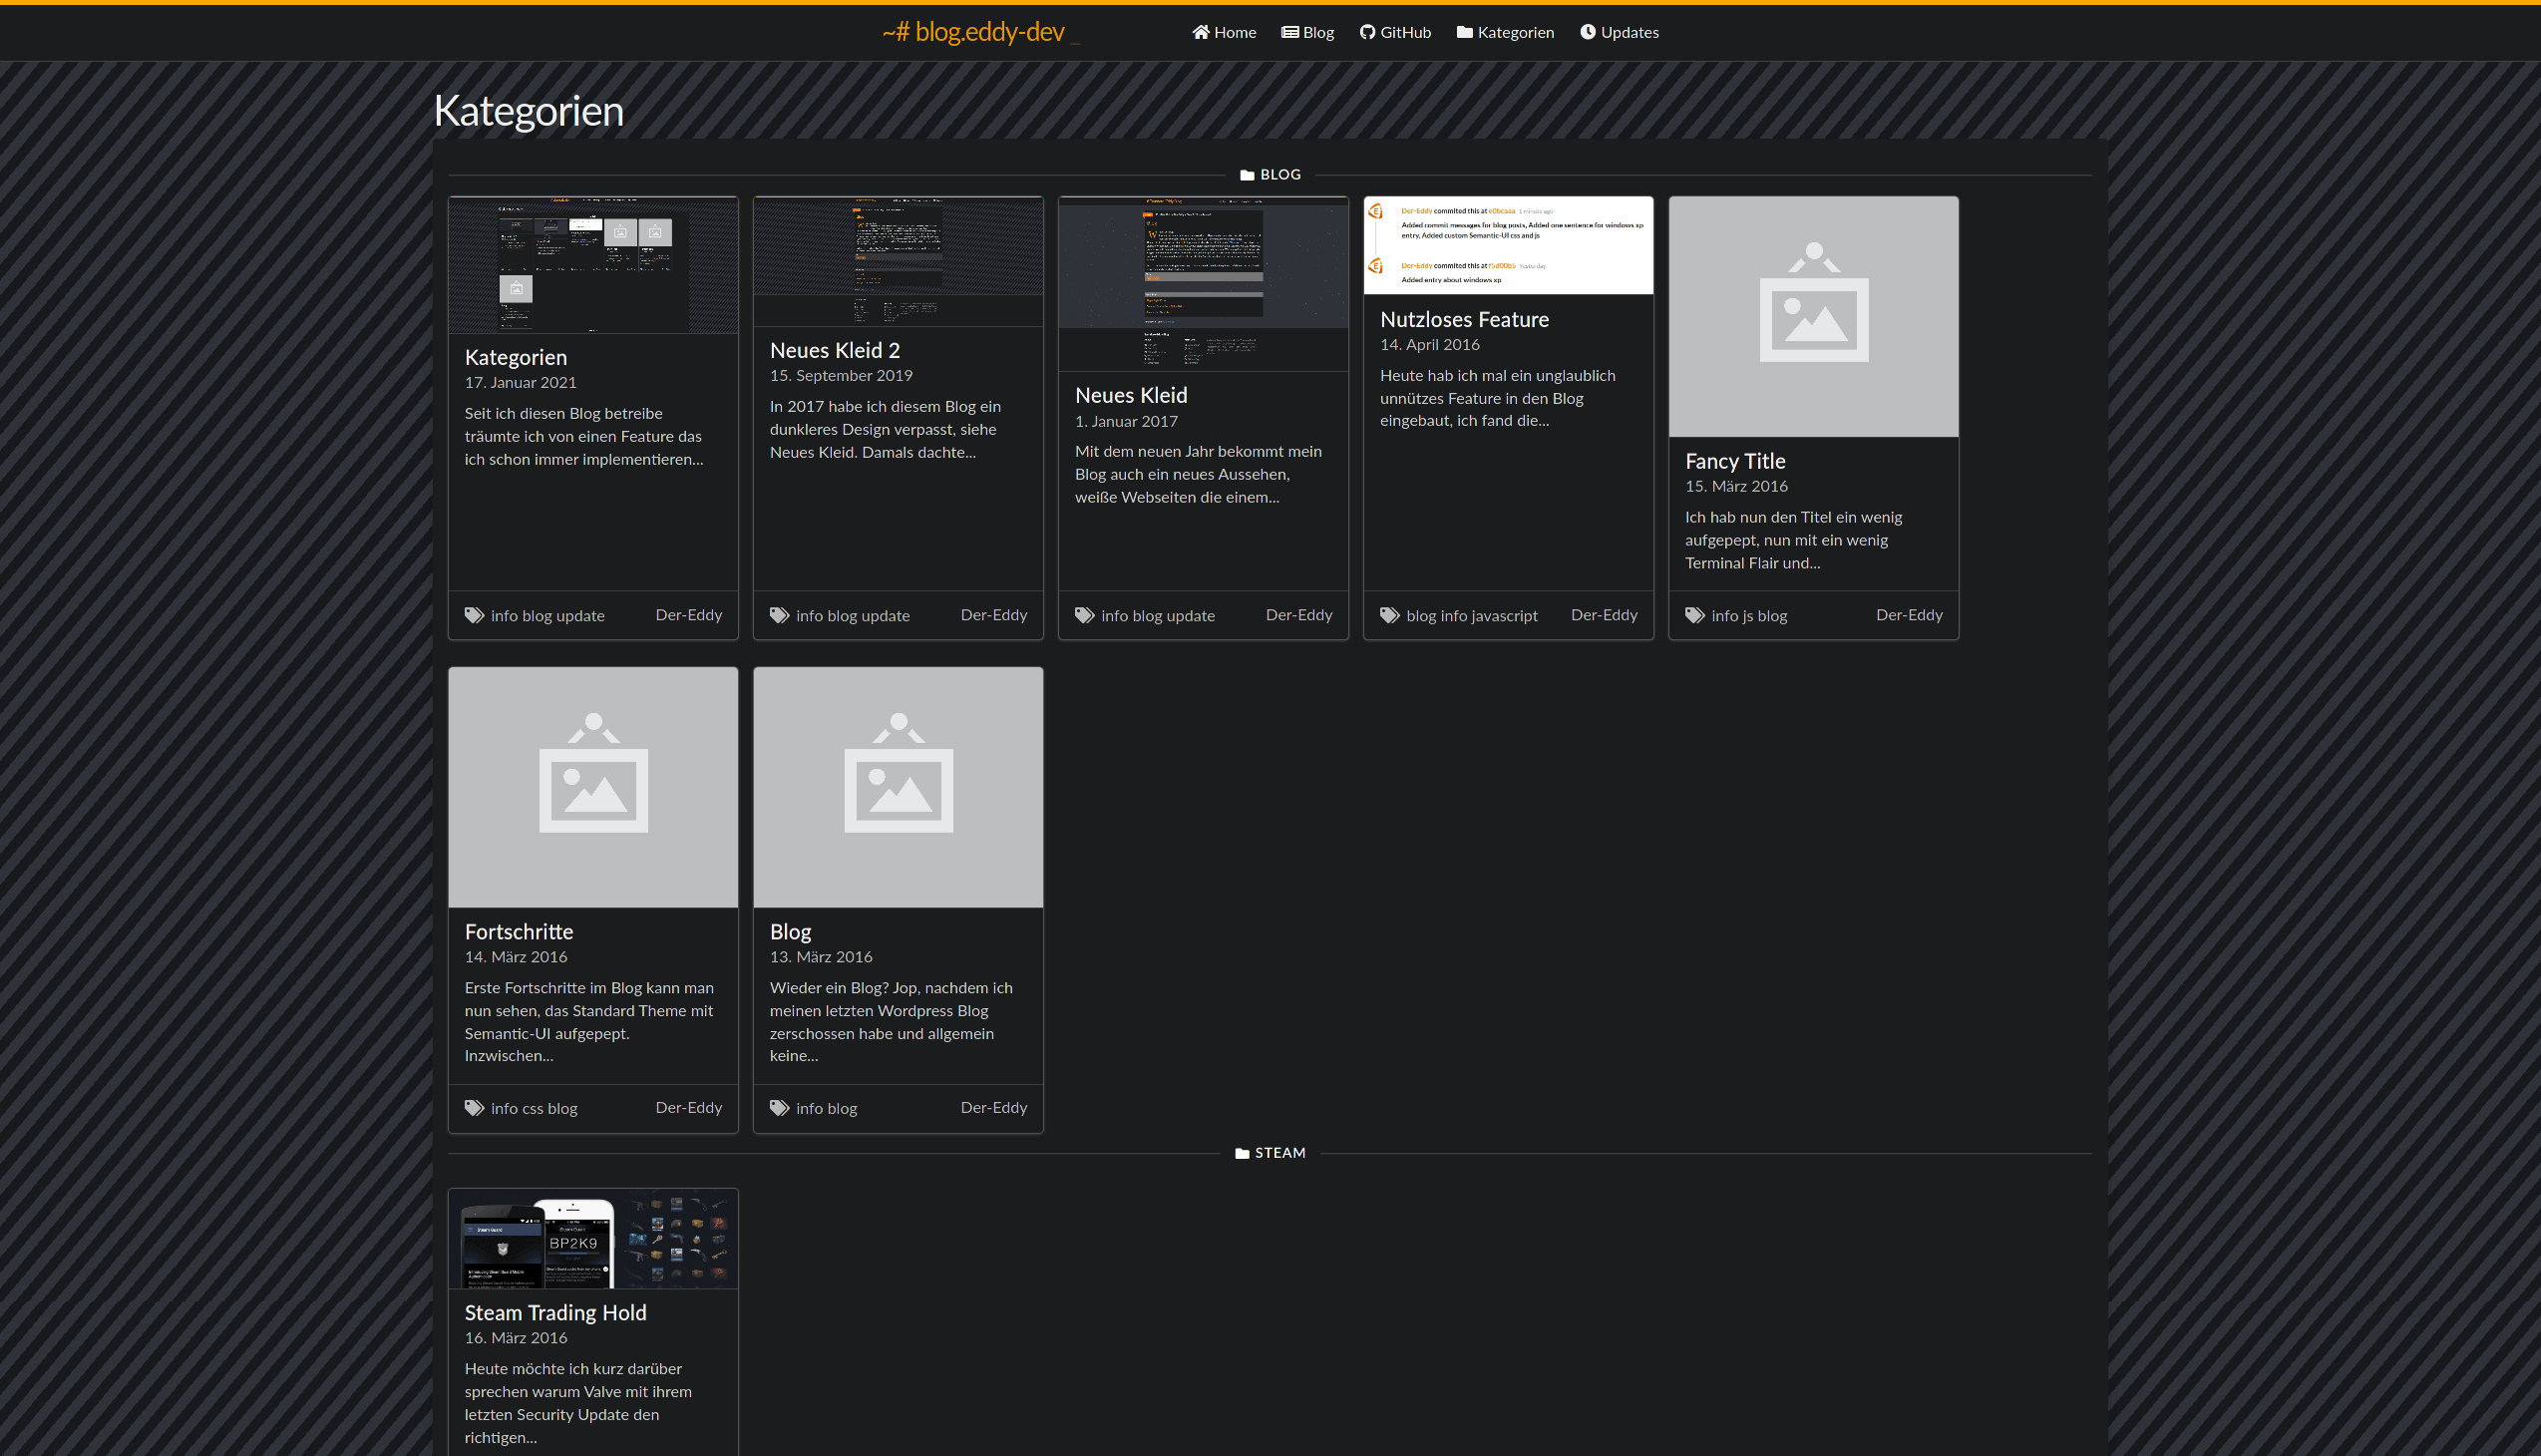 ~# blog.eddy-dev _
Home
Blog
GitHub
Kategorien
Updates
Kategorien
BLOG
Kategorien
17. Januar 2021
Seit ich diesen Blog betreibe
träumte ich von einen Feature das
ich schon immer implementieren...
info blog update
Der-Eddy
Neues Kleid 2
15. September 2019
In 2017 habe ich diesem Blog ein
dunkleres Design verpasst, siehe
Neues Kleid. Damals dachte...
info blog update
Der-Eddy
Neues Kleid
1. Januar 2017
Mit dem neuen Jahr bekommt mein
Blog auch ein neues Aussehen,
weiße Webseiten die einem...
info blog update
Der-Eddy
Der-Eddy commited this at e0bcaaa 1 minute ago
Added commit messages for blog posts, Added one sentence for windows xp
entry, Added custom Semantic-UI css and js
Der-Eddy commited this at f5d00b5 Yesterday
Added entry about windows xp
Nutzloses Feature
14. April 2016
Heute hab ich mal ein unglaublich
unnützes Feature in den Blog
eingebaut, ich fand die...
blog info javascript
Der-Eddy
Fancy Title
15. März 2016
Ich hab nun den Titel ein wenig
aufgepept, nun mit ein wenig
Terminal Flair und...
info js blog
Der-Eddy
Fortschritte
14. März 2016
Erste Fortschritte im Blog kann man
nun sehen, das Standard Theme mit
Semantic-UI aufgepept.
Inzwischen...
info css blog
Der-Eddy
Blog
13. März 2016
Wieder ein Blog? Jop, nachdem ich
meinen letzten Wordpress Blog
zerschossen habe und allgemein
keine...
info blog
Der-Eddy
STEAM
Steam Guard
BP2K9
Steam Trading Hold
16. März 2016
Heute möchte ich kurz darüber
sprechen warum Valve mit ihrem
letzten Security Update den
richtigen...